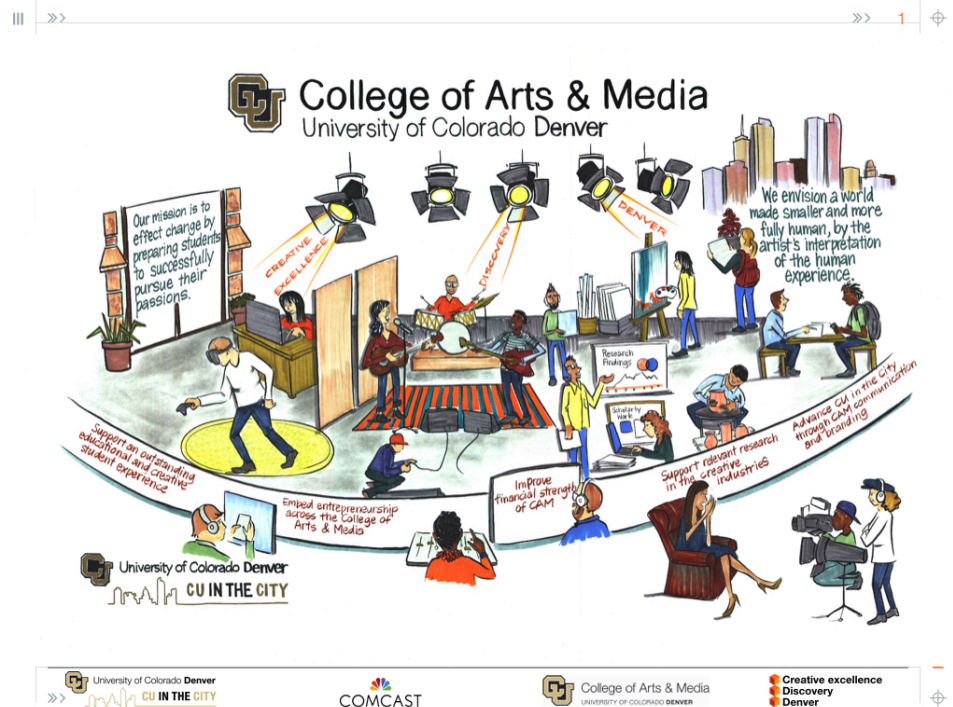 1
CU
College of Arts & Media
University of Colorado Denver
Our mission is to
effect change by
preparing students
to successfully
pursue their
passions.
CREATIVE
EXCELLENCE
DISCOVERY
DENVER
We envision a world
made smaller and more
fully human, by the
artist's interpretation
of the human
experience.
Research
Findings
Scholarly
Work
Support an outstanding
educational and creative
student experience
Embed entrepreneurship
across the College of
Arts & Media
Improve
financial strength
of CAM
Support relevant research
in the creative
industries
Advance CU in the City
through CAM communication
and branding
CU
University of Colorado Denver
CU IN THE CITY
CU
University of Colorado Denver
CU IN THE CITY
COMCAST
CU
College of Arts & Media
UNIVERSITY OF COLORADO DENVER
Creative excellence
Discovery
Denver